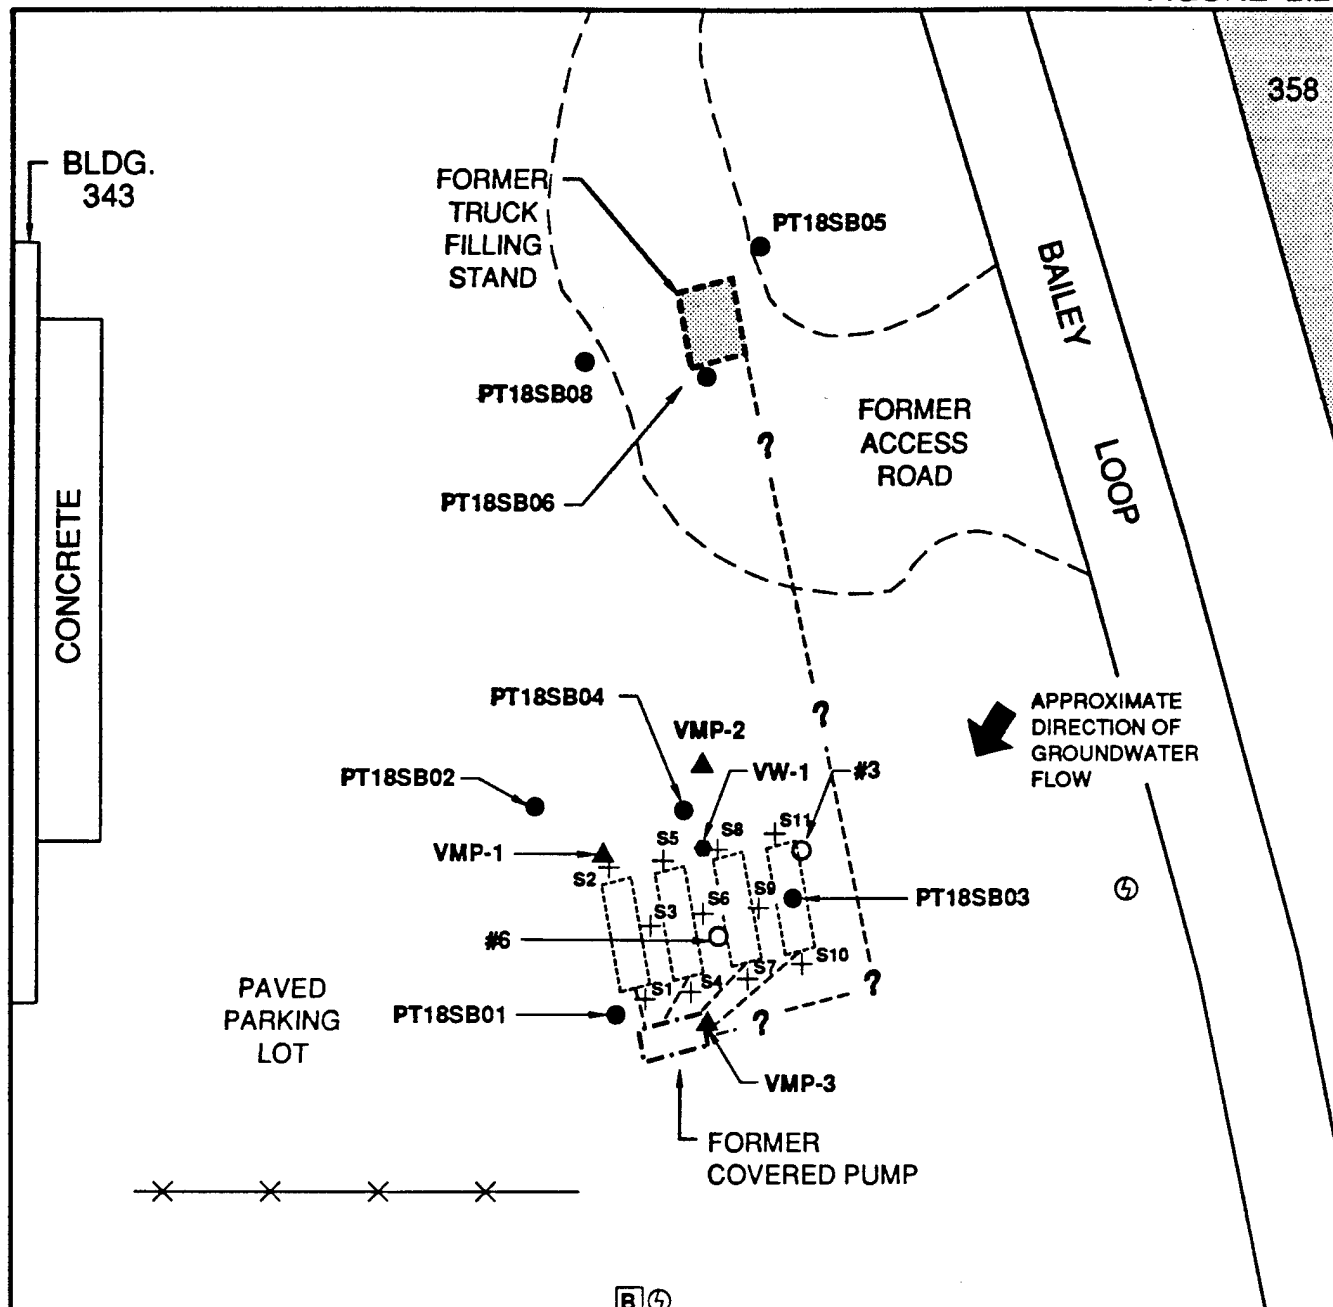 358
BLDG.
343
FORMER
TRUCK
FILLING
STAND
PT18SB05
BAILEY
LOOP
PT18SB08
FORMER
ACCESS
ROAD
?
PT18SB06
CONCRETE
PT18SB04
?
APPROXIMATE
DIRECTION OF
GROUNDWATER
FLOW
VMP-2
PT18SB02
VW-1
#3
S11
S8
S5
VMP-1
S2
S9
PT18SB03
S6
S3
#6
S10
S7
?
S4
S1
PAVED
PARKING
LOT
PT18SB01
?
VMP-3
FORMER
COVERED PUMP
B